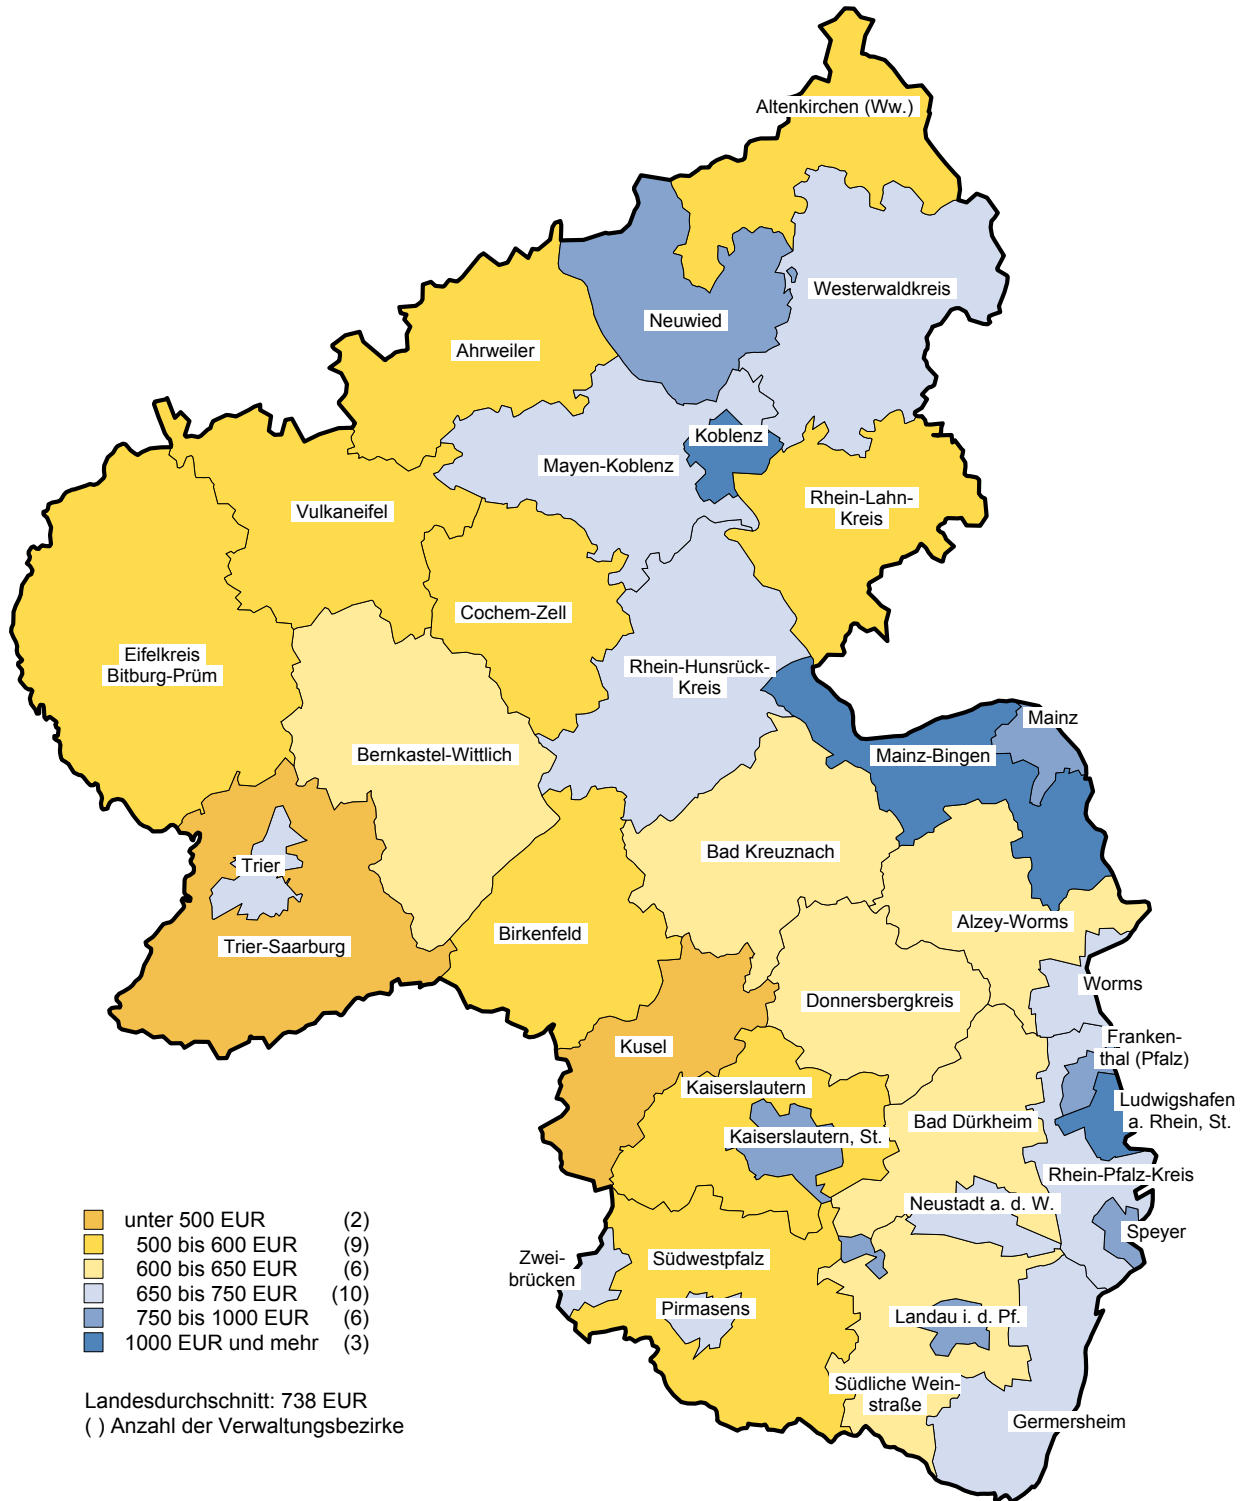 Altenkirchen (Ww.)
Westerwaldkreis
Neuwied
Ahrweiler
Koblenz
Mayen-Koblenz
Rhein-Lahn-
Kreis
Vulkaneifel
Cochem-Zell
Eifelkreis
Bitburg-Prüm
Rhein-Hunsrück-
Kreis
Mainz
Mainz-Bingen
Bernkastel-Wittlich
Bad Kreuznach
Trier
Alzey-Worms
Birkenfeld
Trier-Saarburg
Worms
Donnersbergkreis
Franken-
thal (Pfalz)
Kusel
Kaiserslautern
Ludwigshafen
a. Rhein, St.
Bad Dürkheim
Kaiserslautern, St.
Rhein-Pfalz-Kreis
Neustadt a. d. W.
Speyer
Zwei-
brücken
Südwestpfalz
Pirmasens
Landau i. d. Pf.
Südliche Wein-
straße
Germersheim
unter 500 EUR (2)
500 bis 600 EUR (9)
600 bis 650 EUR (6)
650 bis 750 EUR (10)
750 bis 1000 EUR (6)
1000 EUR und mehr (3)
Landesdurchschnitt: 738 EUR
( ) Anzahl der Verwaltungsbezirke